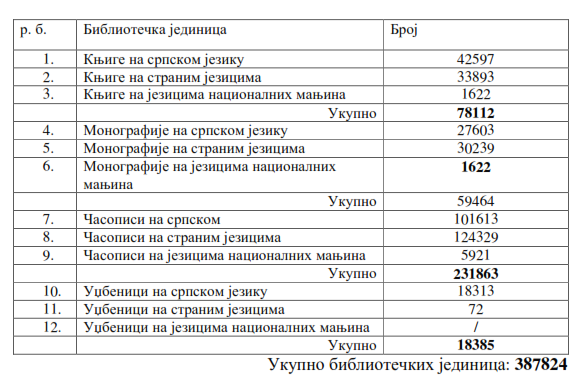 р. б. Библиотечка јединица Број
1. Књиге на српском језику 42597
2. Књиге на страним језицима 33893
3. Књиге на језицима националних мањина 1622
Укупно 78112
4. Монографије на српском језику 27603
5. Монографије на страним језицима 30239
6. Монографије на језицима националних 1622
мањина
Укупно 59464
7. Часописи на српском 101613
8. Часописи на страним језицима 124329
9. Часописи на језицима националних мањина 5921
Укупно 231863
10. Уџбеници на српском језику 18313
11. Уџбеници на страним језицима 72
12. Уџбеници на језицима националних мањина /
Укупно 18385
Укупно библиотечких јединица: 387824